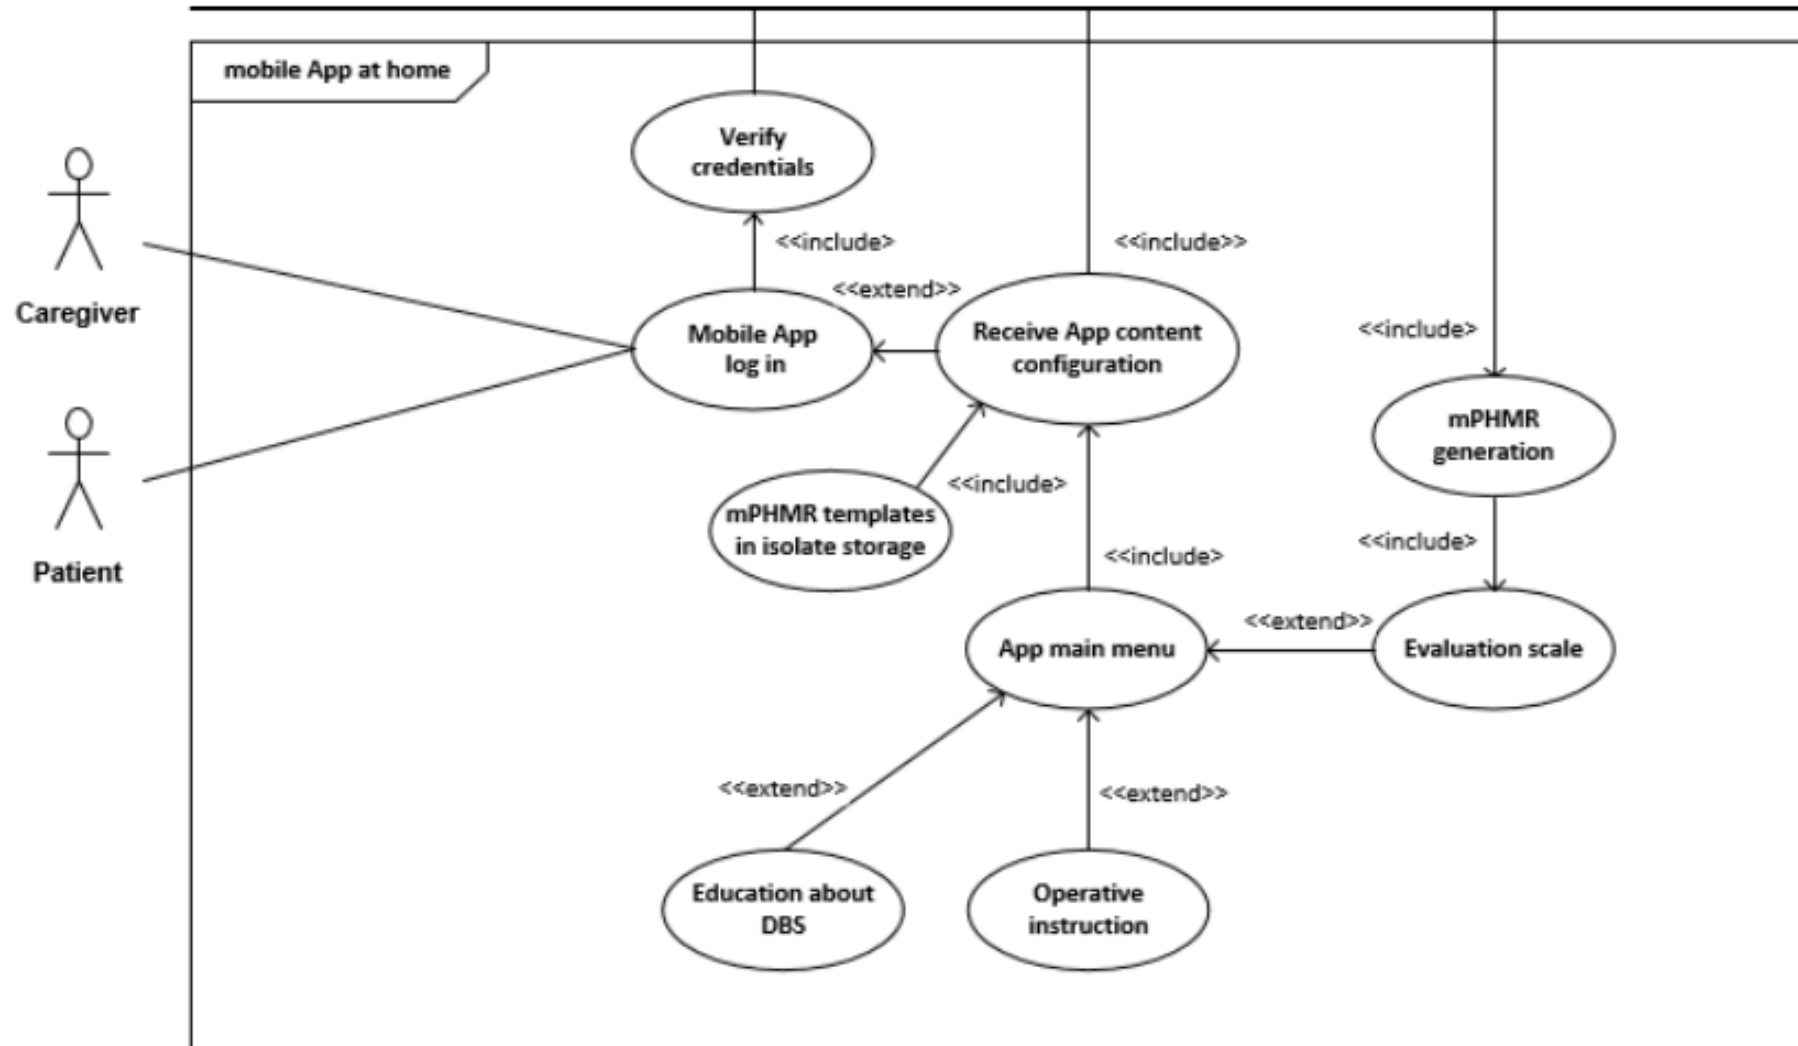 mobile App at home
Verify
credentials
<<include>
<<include>>
<<extend>>
Caregiver
Mobile App
log in
Receive App content
configuration
<<include>
mPHMR
generation
<<include>
mPHMR templates
in isolate storage
<<include>
<<include>
Patient
<<extend>>
App main menu
Evaluation scale
<<extend>>
<<extend>>
Education about
DBS
Operative
instruction